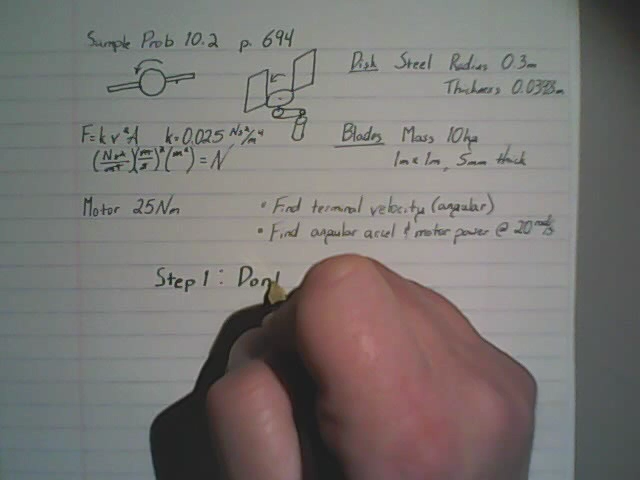 Sample Prob 10.2 p. 694
Disk Steel Radius 0.3m
Thickness 0.0398m
F=kv²A k=0.025 Ns²/m⁴
(Ns²/m⁴)(m/s)²(m²)=N
Blades Mass 10kg
1m x 1m, 5mm thick
Motor 25Nm
• Find terminal velocity (angular)
• Find angular accel & motor power @ 20 rad/s
Step 1: Don